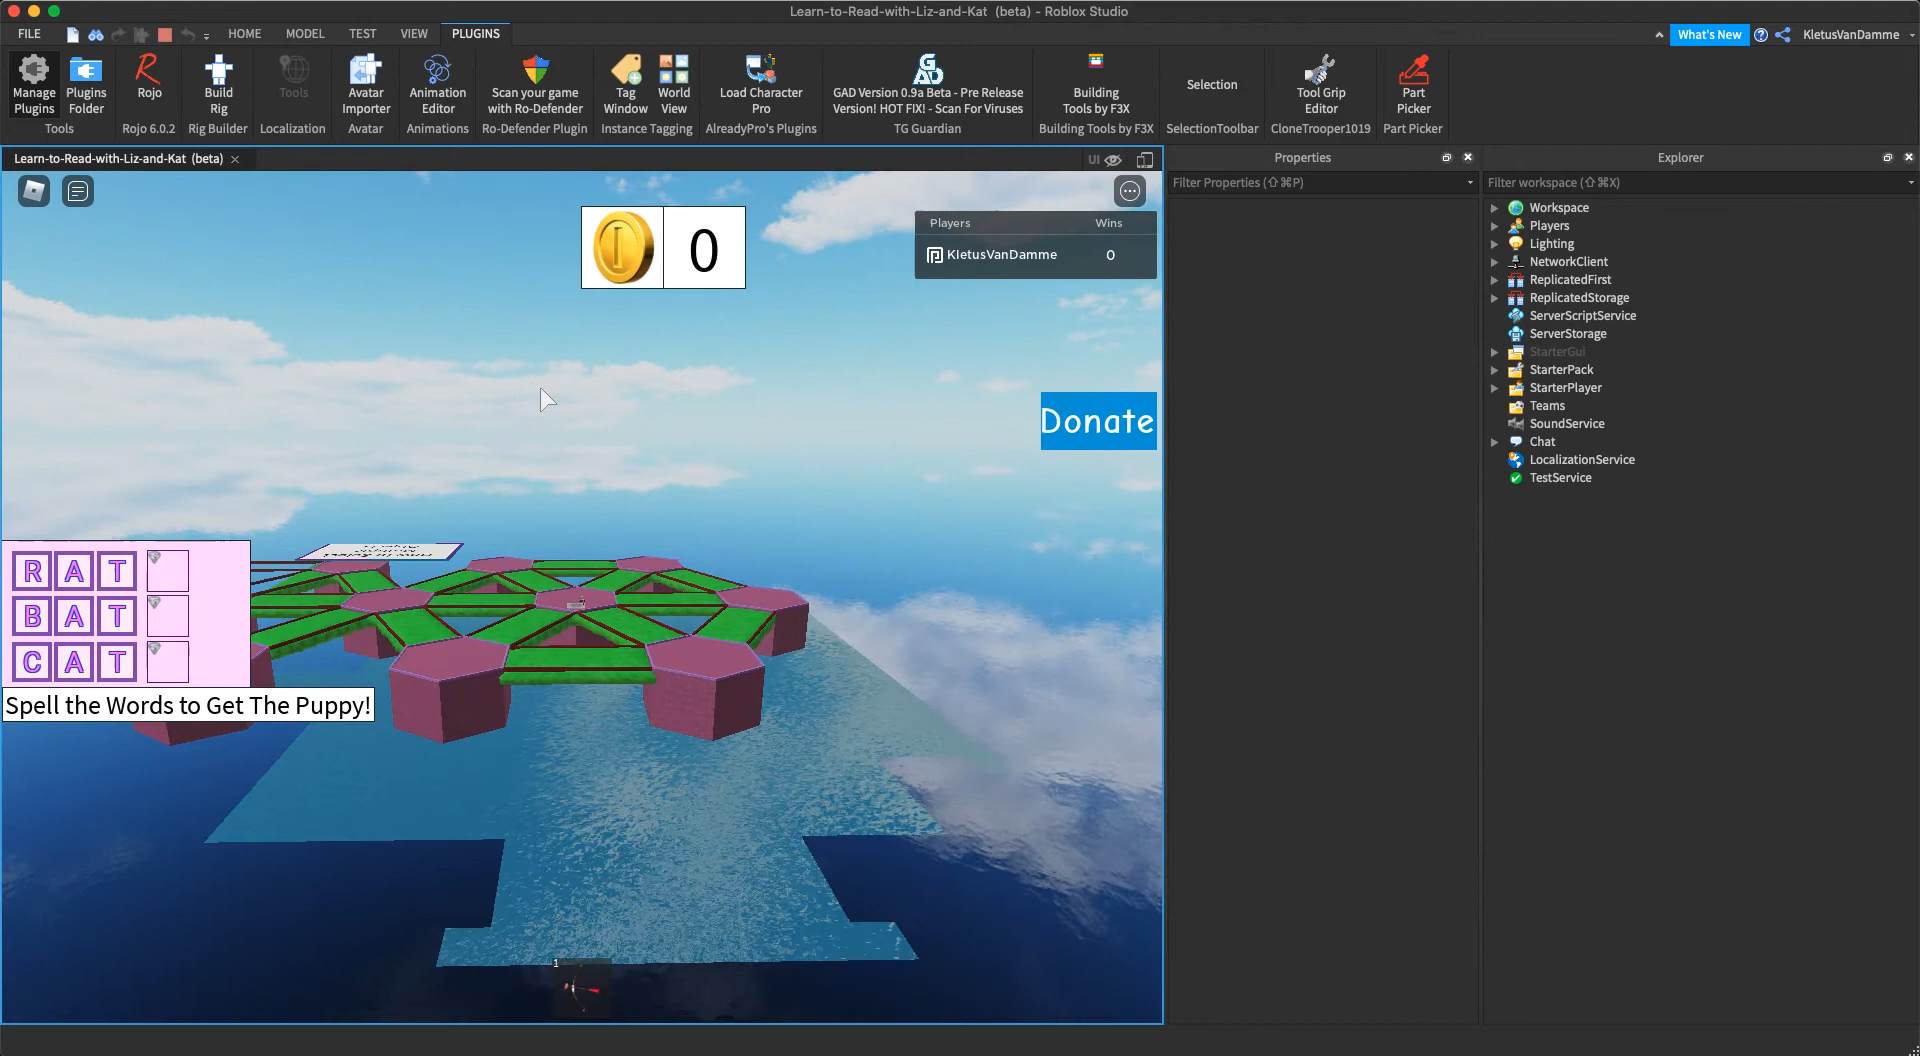 Learn-to-Read-with-Liz-and-Kat (beta) - Roblox Studio
FILE HOME MODEL TEST VIEW PLUGINS What's New KletusVanDamme
Manage Plugins
Plugins Folder
Tools
Rojo
Rojo 6.0.2
Build Rig
Rig Builder
Tools
Localization
Avatar Importer
Avatar
Animation Editor
Animations
Scan your game with Ro-Defender
Ro-Defender Plugin
Tag Window
World View
Instance Tagging
Load Character Pro
AlreadyPro's Plugins
GAD Version 0.9a Beta - Pre Release
Version! HOT FIX! - Scan For Viruses
TG Guardian
Building Tools by F3X
Building Tools by F3X
Selection
SelectionToolbar
Tool Grip Editor
CloneTrooper1019
Part Picker
Part Picker
Learn-to-Read-with-Liz-and-Kat (beta)
UI
0
Players Wins
KletusVanDamme 0
Donate
R A T
B A T
C A T
Spell the Words to Get The Puppy!
1
Properties
Filter Properties (⇧⌘P)
Explorer
Filter workspace (⇧⌘X)
Workspace
Players
Lighting
NetworkClient
ReplicatedFirst
ReplicatedStorage
ServerScriptService
ServerStorage
StarterGui
StarterPack
StarterPlayer
Teams
SoundService
Chat
LocalizationService
TestService